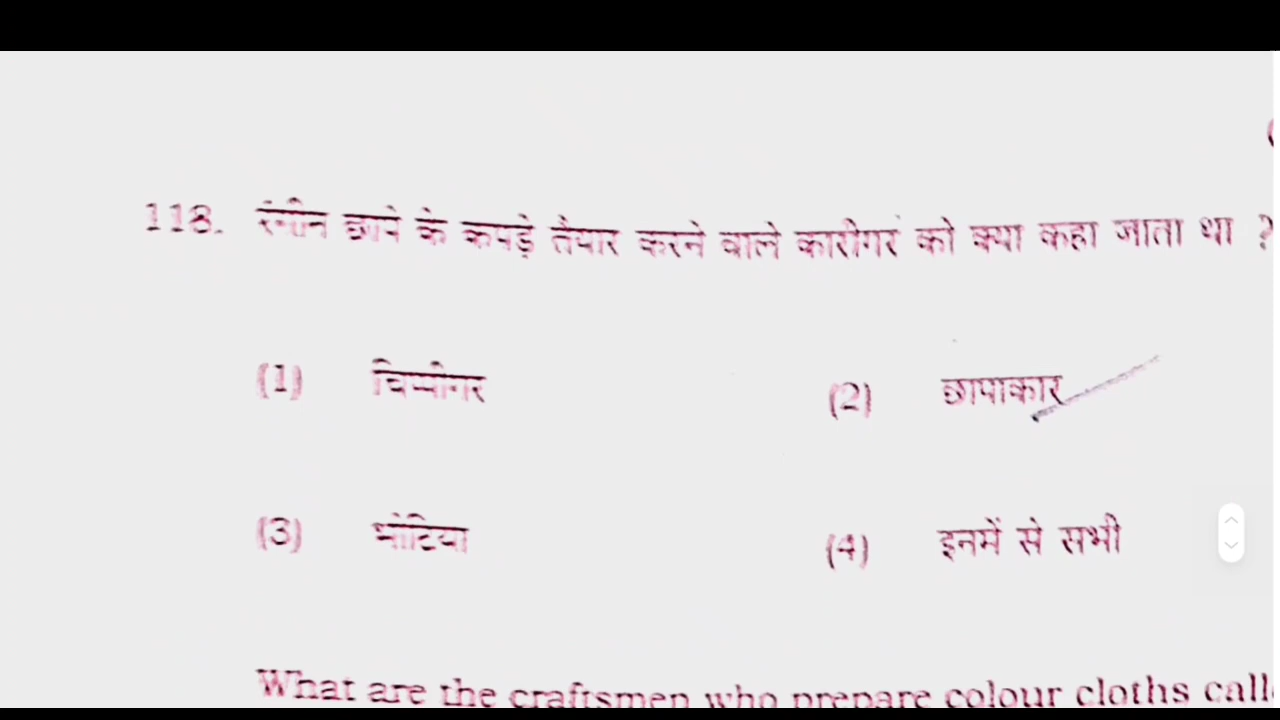 118. रंगीन छापे के कपड़े तैयार करने वाले कारीगर को क्या कहा जाता था ?
(1) चिप्पीगर (2) छापाकार
(3) भोटिया (4) इनमें से सभी
What are the craftsmen who prepare colour cloths